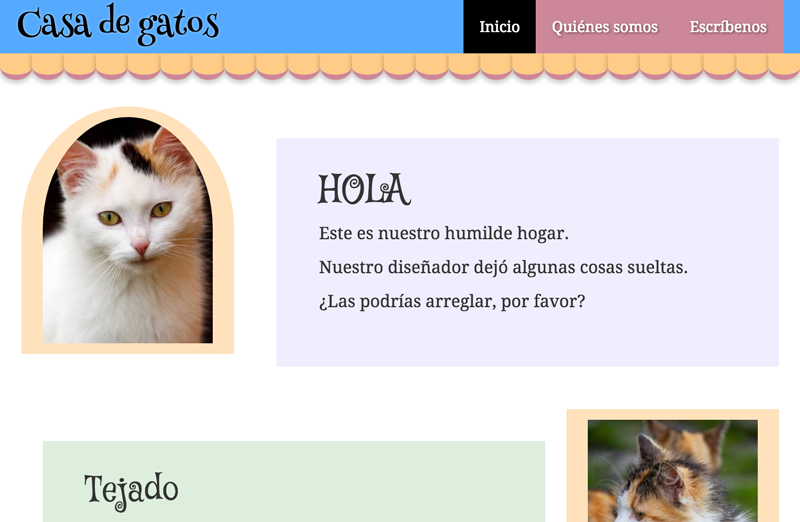 Casa de gatos
Inicio Quiénes somos Escríbenos
HOLA
Este es nuestro humilde hogar.
Nuestro diseñador dejó algunas cosas sueltas.
¿Las podrías arreglar, por favor?
Tejado